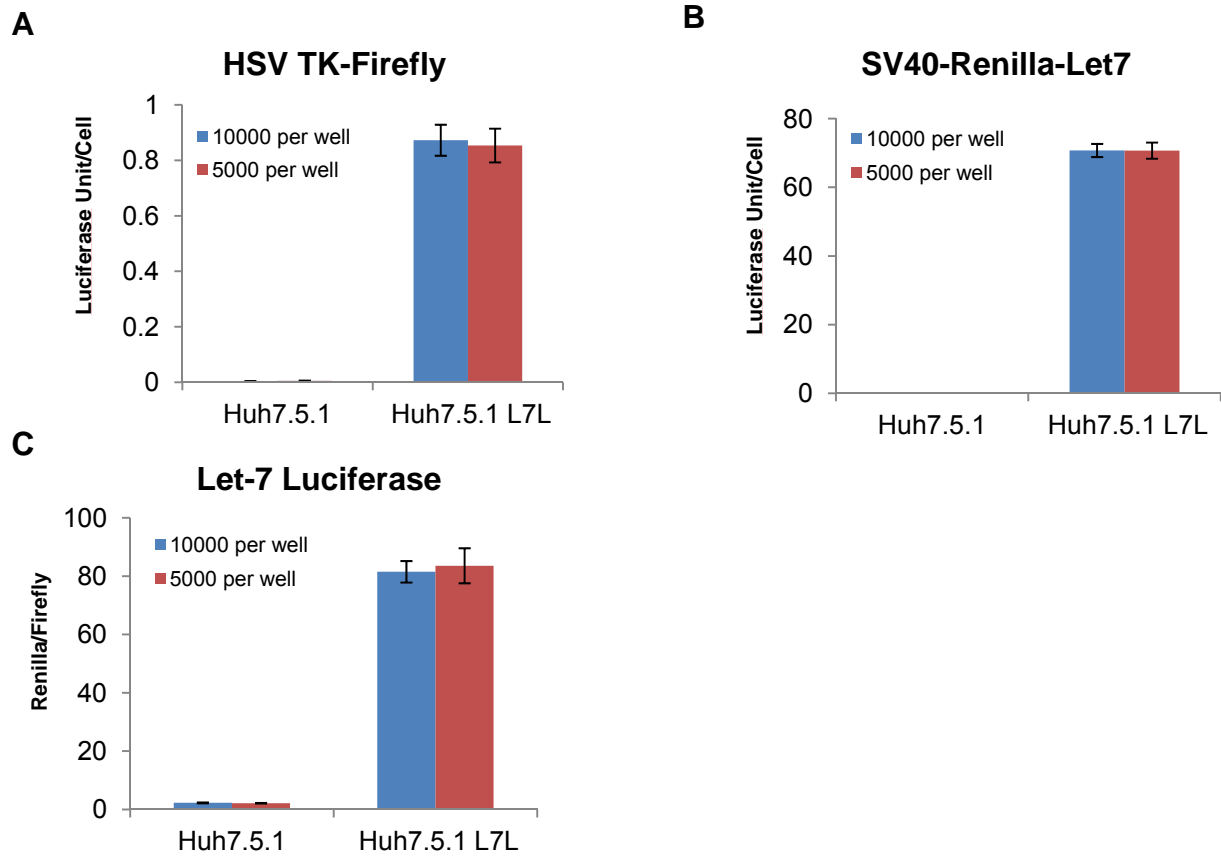 A
HSV TK-Firefly
Luciferase Unit/Cell
1
0.8
0.6
0.4
0.2
0
10000 per well
5000 per well
Huh7.5.1
Huh7.5.1 L7L
B
SV40-Renilla-Let7
Luciferase Unit/Cell
80
60
40
20
0
10000 per well
5000 per well
Huh7.5.1
Huh7.5.1 L7L
C
Let-7 Luciferase
Renilla/Firefly
100
80
60
40
20
0
10000 per well
5000 per well
Huh7.5.1
Huh7.5.1 L7L